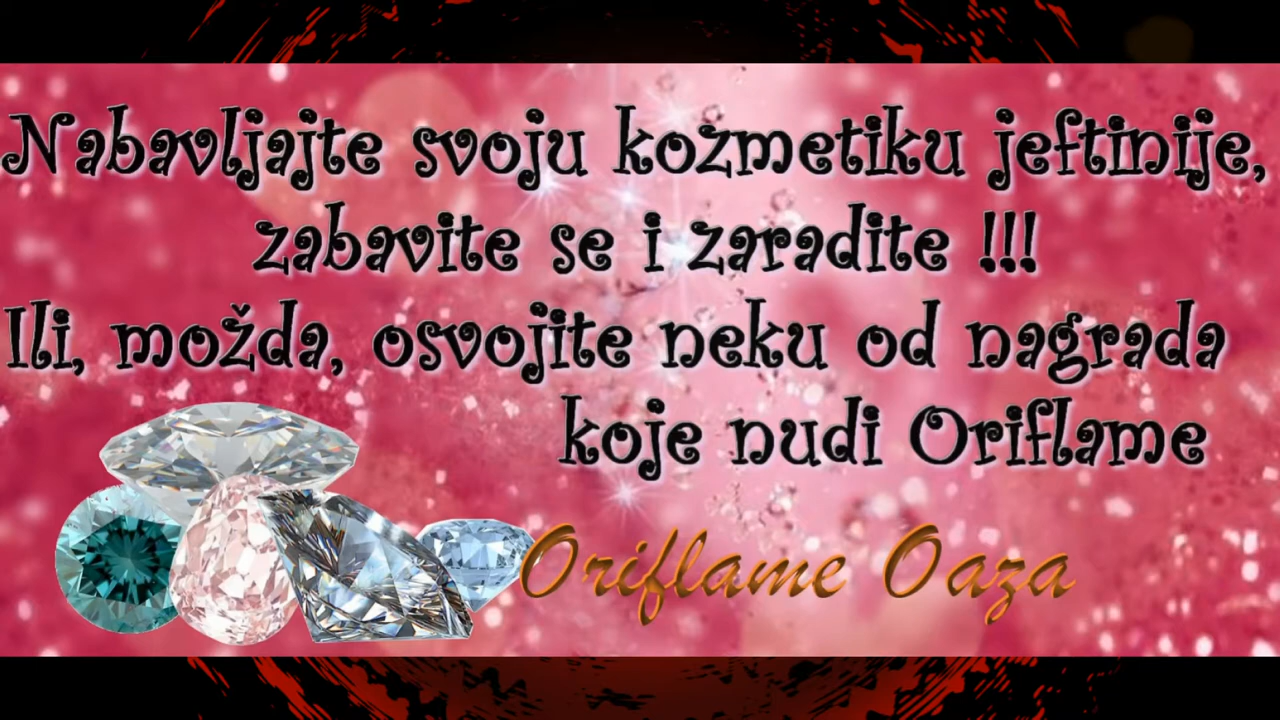 Nabavljajte svoju kozmetiku jeftinije,
zabavite se i zaradite !!!
Ili, možda, osvojite neku od nagrada
koje nudi Oriflame
Oriflame Oaza